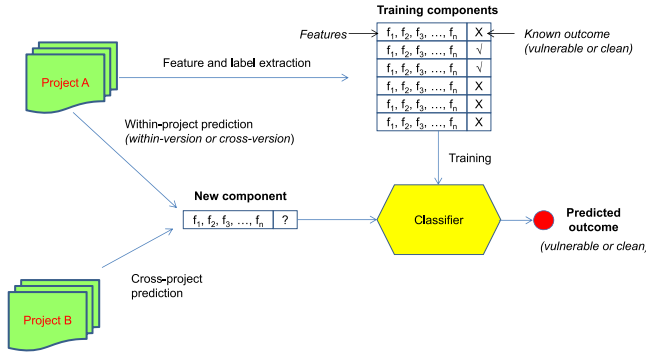 Training components
Features
f1, f2, f3, …, fn X
f1, f2, f3, …, fn √
f1, f2, f3, …, fn √
f1, f2, f3, …, fn X
f1, f2, f3, …, fn X
f1, f2, f3, …, fn X
Known outcome
(vulnerable or clean)
Project A
Feature and label extraction
Within-project prediction
(within-version or cross-version)
Training
New component
f1, f2, f3, …, fn ?
Classifier
Predicted
outcome
(vulnerable or clean)
Cross-project
prediction
Project B